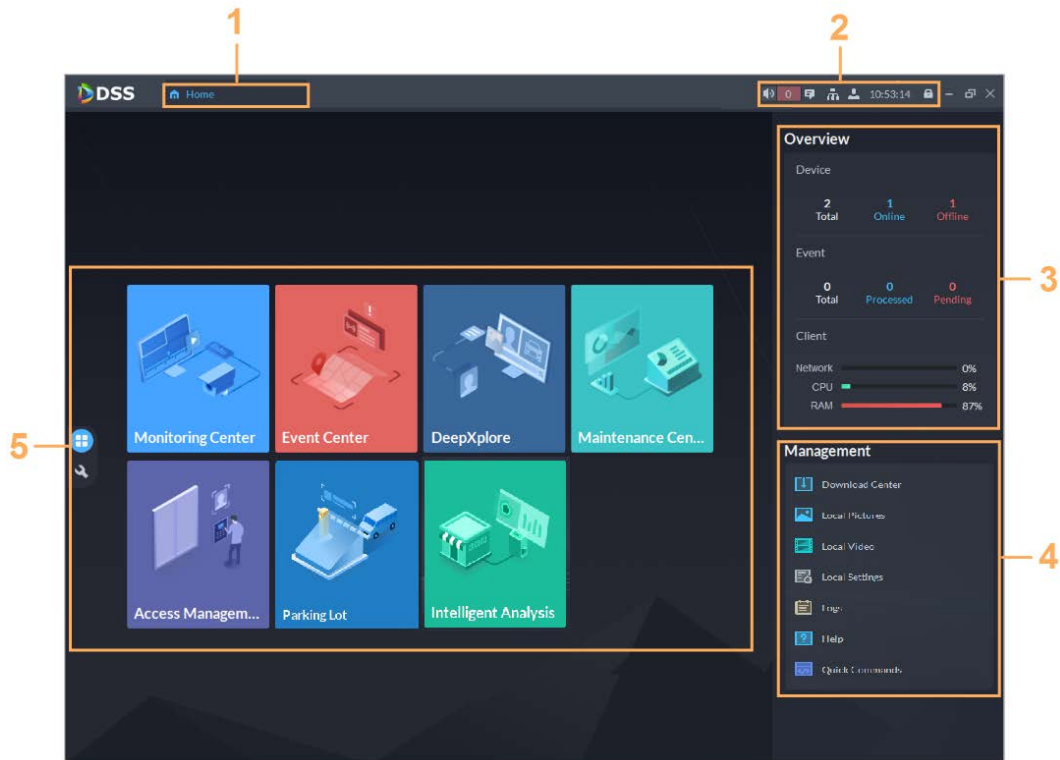 1
2
DSS
Home
0
10:53:14
Overview
Device
2 1 1
Total Online Offline
3
Event
0 0 0
Total Processed Pending
Client
Network 0%
CPU 8%
RAM 87%
Monitoring Center Event Center DeepXplore Maintenance Cen...
5
Management
Download Center
Local Pictures
Local Video
4
Local Settings
Logs
Help
Quick Commands
Access Managem... Parking Lot Intelligent Analysis